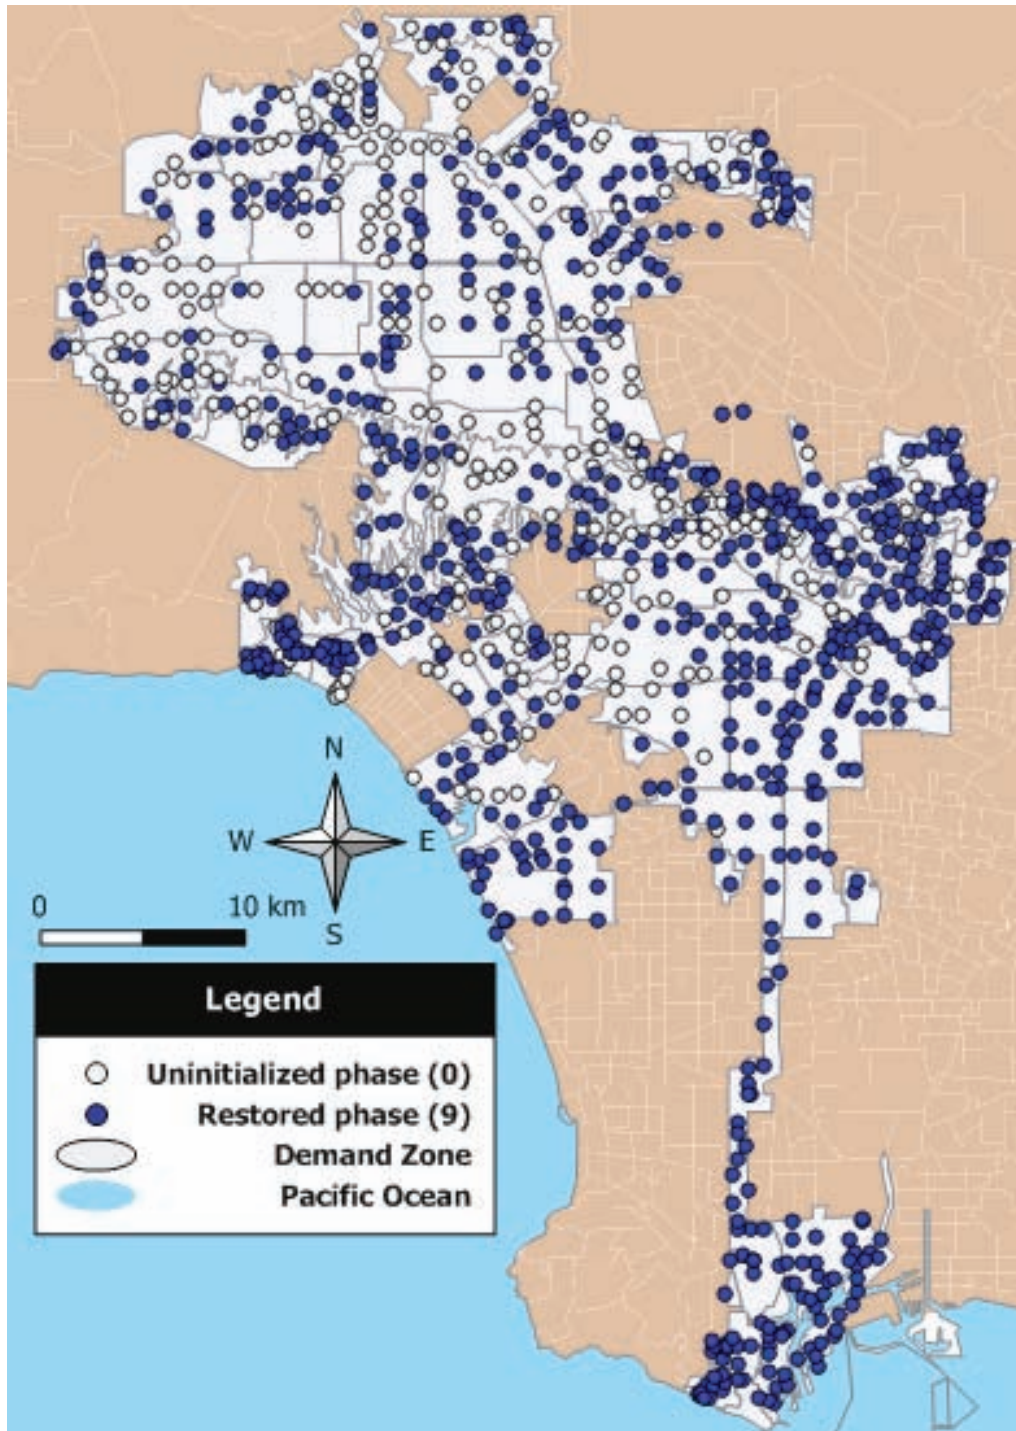 N
W E
S
0 10 km
Legend
Uninitialized phase (0)
Restored phase (9)
Demand Zone
Pacific Ocean